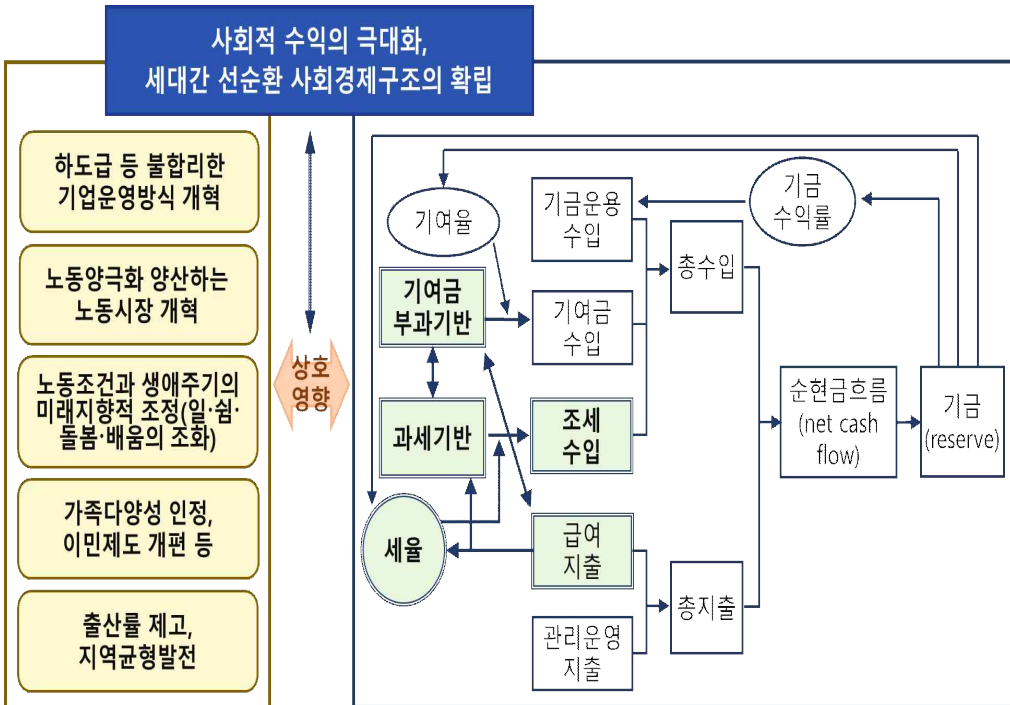 사회적 수익의 극대화,
세대간 선순환 사회경제구조의 확립
하도급 등 불합리한
기업운영방식 개혁
노동양극화 양산하는
노동시장 개혁
노동조건과 생애주기의
미래지향적 조정(일·쉼·
돌봄·배움의 조화)
가족다양성 인정,
이민제도 개편 등
출산률 제고,
지역균형발전
상호
영향
기여율
기금운용
수입
기금
수익률
총수입
기여금
부과기반
기여금
수입
과세기반
조세
수입
순현금흐름
(net cash
flow)
기금
(reserve)
세율
급여
지출
총지출
관리운영
지출